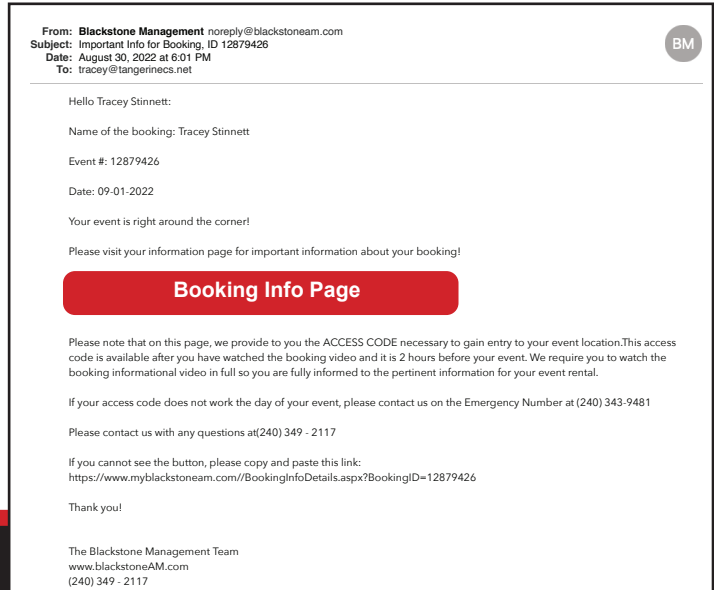 From: Blackstone Management noreply@blackstoneam.com
Subject: Important Info for Booking, ID 12879426
Date: August 30, 2022 at 6:01 PM
To: tracey@tangerinecs.net
BM
Hello Tracey Stinnett:
Name of the booking: Tracey Stinnett
Event #: 12879426
Date: 09-01-2022
Your event is right around the corner!
Please visit your information page for important information about your booking!
Booking Info Page
Please note that on this page, we provide to you the ACCESS CODE necessary to gain entry to your event location.This access
code is available after you have watched the booking video and it is 2 hours before your event. We require you to watch the
booking informational video in full so you are fully informed to the pertinent information for your event rental.
If your access code does not work the day of your event, please contact us on the Emergency Number at (240) 343-9481
Please contact us with any questions at(240) 349 - 2117
If you cannot see the button, please copy and paste this link:
https://www.myblackstoneam.com//BookingInfoDetails.aspx?BookingID=12879426
Thank you!
The Blackstone Management Team
www.blackstoneAM.com
(240) 349 - 2117